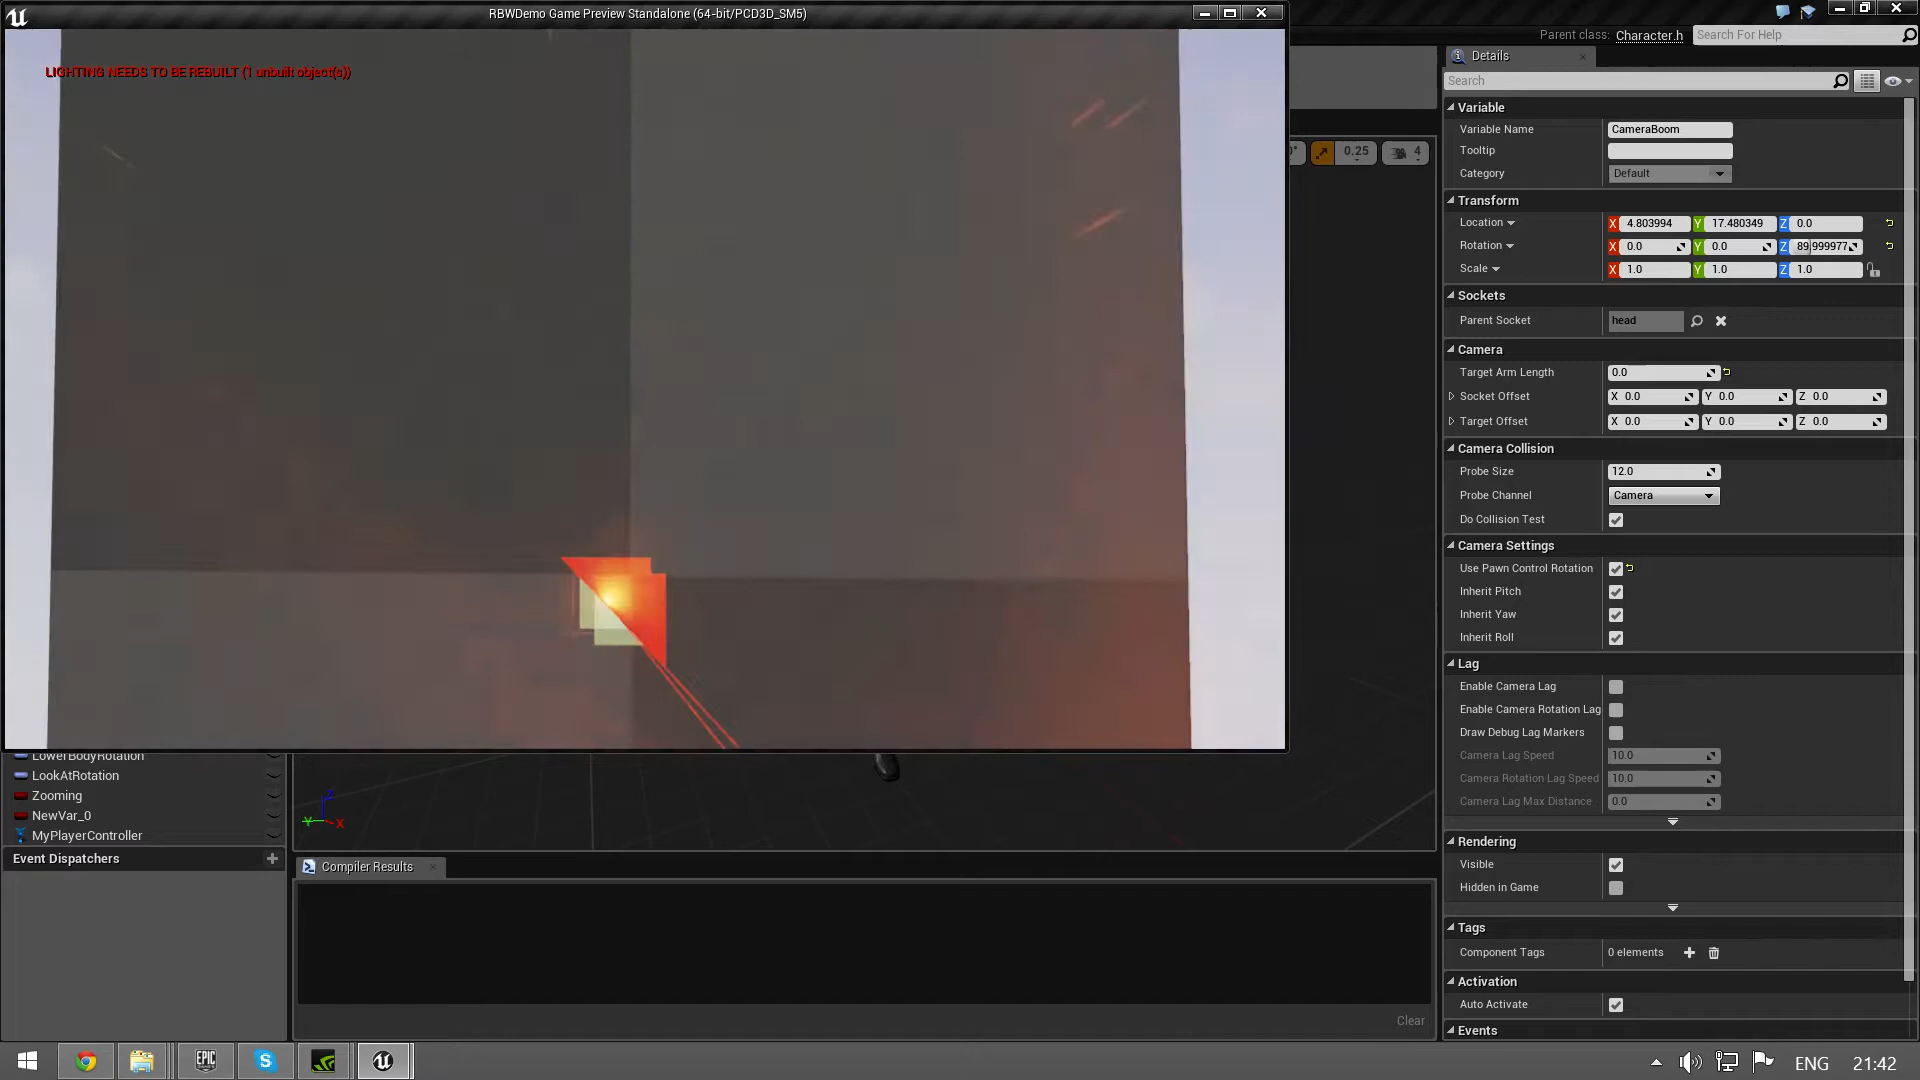 RBWDemo Game Preview Standalone (64-bit/PCD3D_SM5)
LIGHTING NEEDS TO BE REBUILT (1 unbuilt object(s))
Parent class: Character.h
Search For Help
Details
Search
0.25
4
Variable
Variable Name CameraBoom
Tooltip
Category Default
Transform
Location X 4.803994 Y 17.480349 Z 0.0
Rotation X 0.0 Y 0.0 Z 89.999977
Scale X 1.0 Y 1.0 Z 1.0
Sockets
Parent Socket head
Camera
Target Arm Length 0.0
Socket Offset X 0.0 Y 0.0 Z 0.0
Target Offset X 0.0 Y 0.0 Z 0.0
Camera Collision
Probe Size 12.0
Probe Channel Camera
Do Collision Test
Camera Settings
Use Pawn Control Rotation
Inherit Pitch
Inherit Yaw
Inherit Roll
Lag
Enable Camera Lag
Enable Camera Rotation Lag
Draw Debug Lag Markers
Camera Lag Speed 10.0
Camera Rotation Lag Speed 10.0
Camera Lag Max Distance 0.0
Rendering
Visible
Hidden in Game
Tags
Component Tags 0 elements
Activation
Auto Activate
Events
LowerBodyRotation
LookAtRotation
Zooming
NewVar_0
MyPlayerController
Event Dispatchers
Z
Y
X
Compiler Results
Clear
EPIC GAMES
ENG 21:42